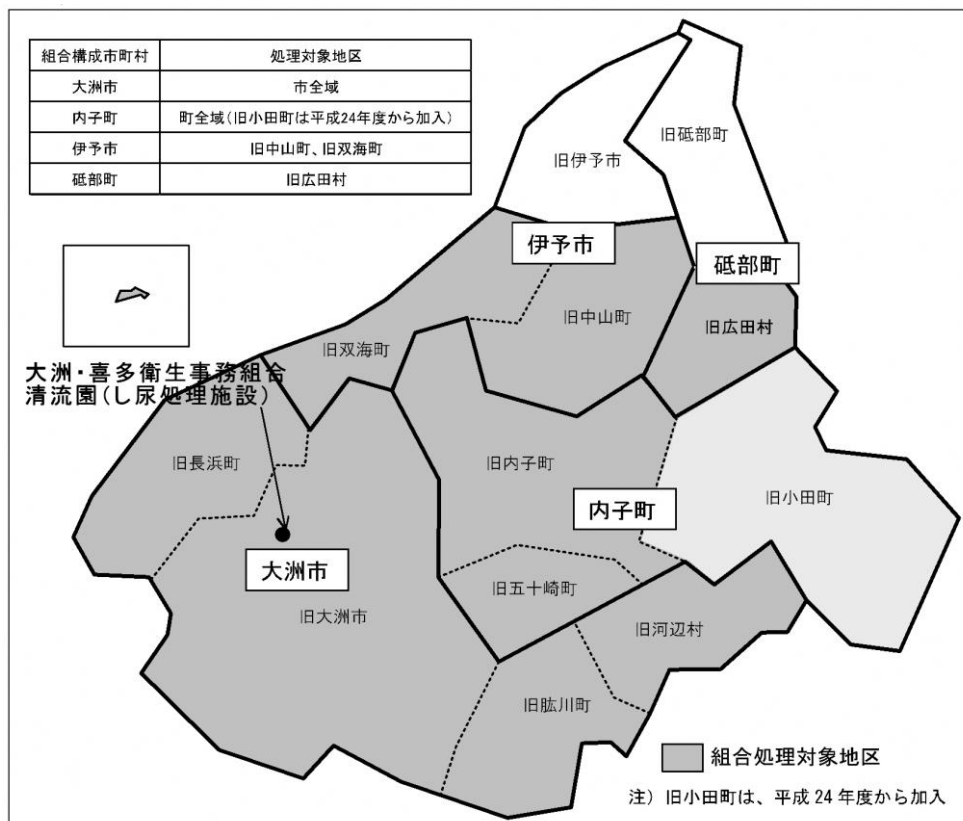 組合構成市町村 処理対象地区
大洲市 市全域
内子町 町全域(旧小田町は平成24年度から加入)
伊予市 旧中山町、旧双海町
砥部町 旧広田村
旧伊予市
旧砥部町
伊予市
砥部町
旧中山町
旧広田村
旧双海町
大洲・喜多衛生事務組合
清流園(し尿処理施設)
旧長浜町
旧内子町
内子町
旧小田町
大洲市
旧五十崎町
旧大洲市
旧河辺村
旧肱川町
組合処理対象地区
注) 旧小田町は、平成24年度から加入